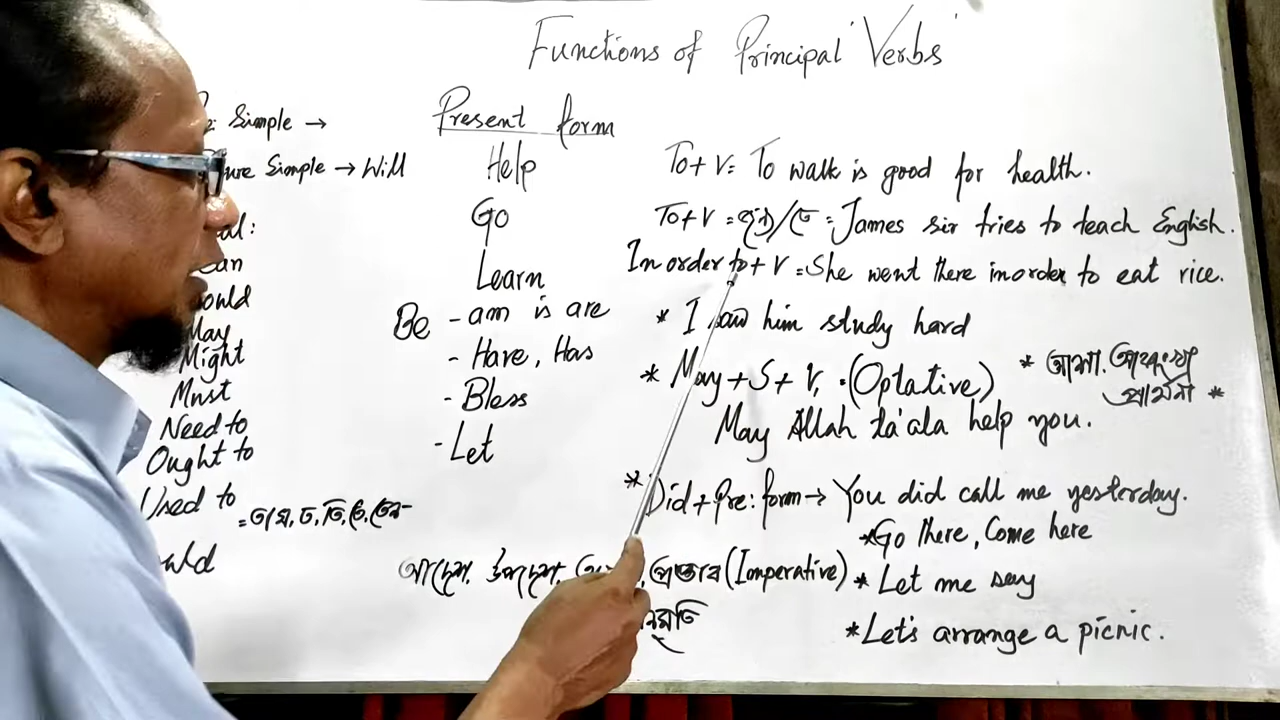 Functions of Principal Verbs
Simple →
Simple → Will
Can
May
Might
Must
Need to
Ought to
Used to
Present form
Help
Go
Learn
Be - am is are
- Have, Has
- Bless
- Let
To + V = To walk is good for health.
To + V = James sir tries to teach English.
In order to + V = She went there inorder to eat rice.
* I saw him study hard
* May + S + V, (Optative) *
May Allah ta'ala help you.
* Did + Pre: form → You did call me yesterday.
* Go there, Come here
আদেশ, উপদেশ, প্রস্তাব (Imperative) * Let me say
* Let's arrange a picnic.